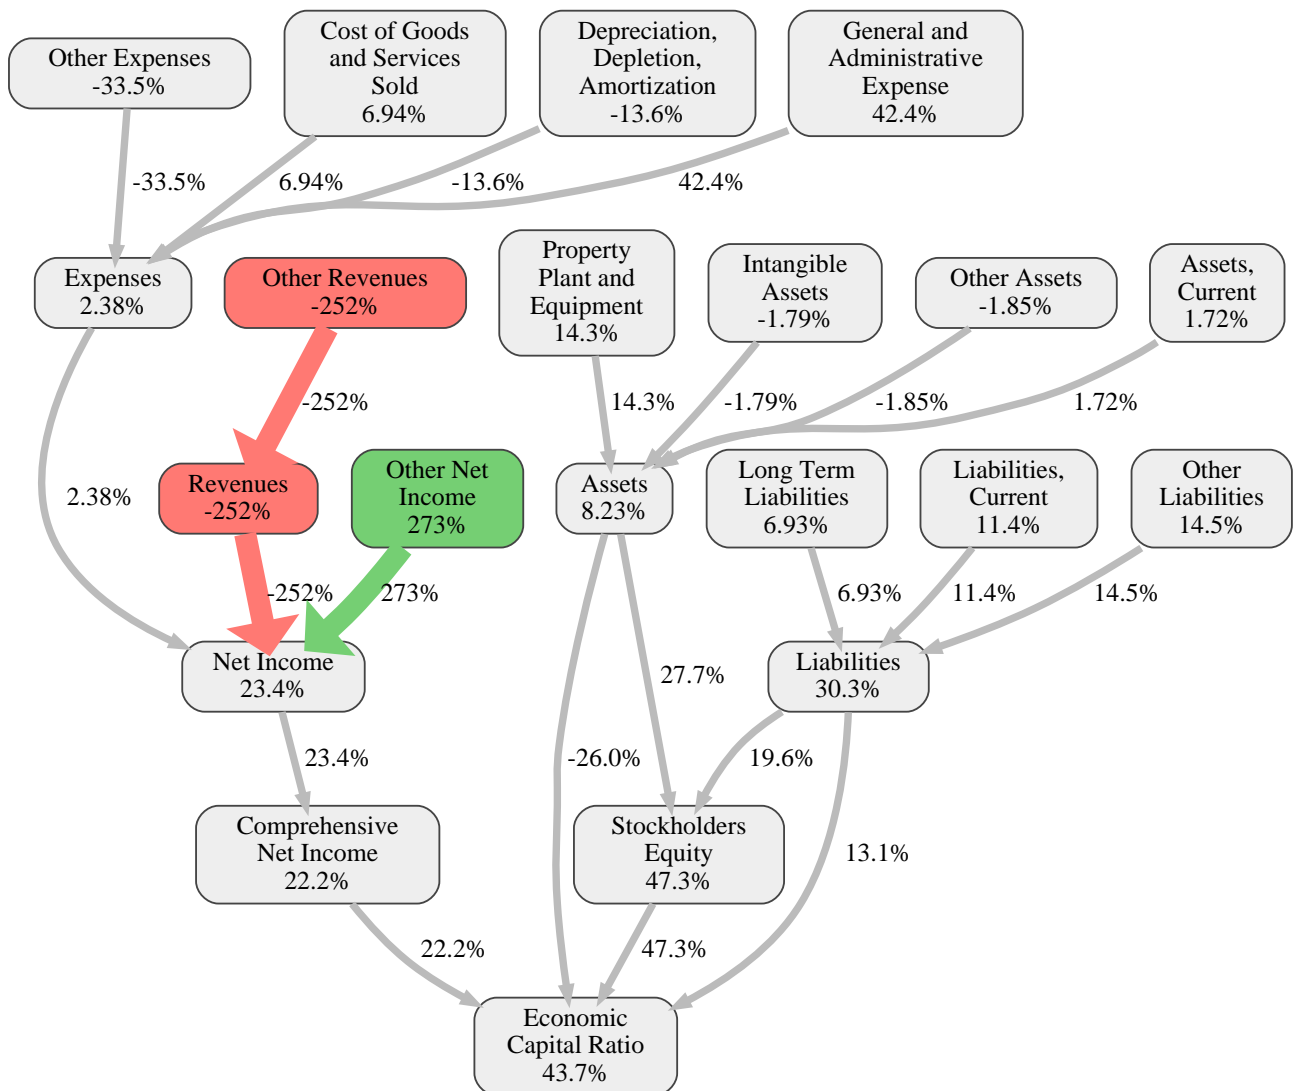 Other Expenses
-33.5%
Cost of Goods
and Services
Sold
6.94%
Depreciation,
Depletion,
Amortization
-13.6%
General and
Administrative
Expense
42.4%
-33.5%
6.94%
-13.6%
42.4%
Expenses
2.38%
Other Revenues
-252%
Property
Plant and
Equipment
14.3%
Intangible
Assets
-1.79%
Other Assets
-1.85%
Assets,
Current
1.72%
-252%
14.3%
-1.79%
-1.85%
1.72%
2.38%
Revenues
-252%
Other Net
Income
273%
Assets
8.23%
Long Term
Liabilities
6.93%
Liabilities,
Current
11.4%
Other
Liabilities
14.5%
-252%
273%
6.93%
11.4%
14.5%
Net Income
23.4%
27.7%
Liabilities
30.3%
23.4%
-26.0%
19.6%
Comprehensive
Net Income
22.2%
Stockholders
Equity
47.3%
13.1%
22.2%
47.3%
Economic
Capital Ratio
43.7%